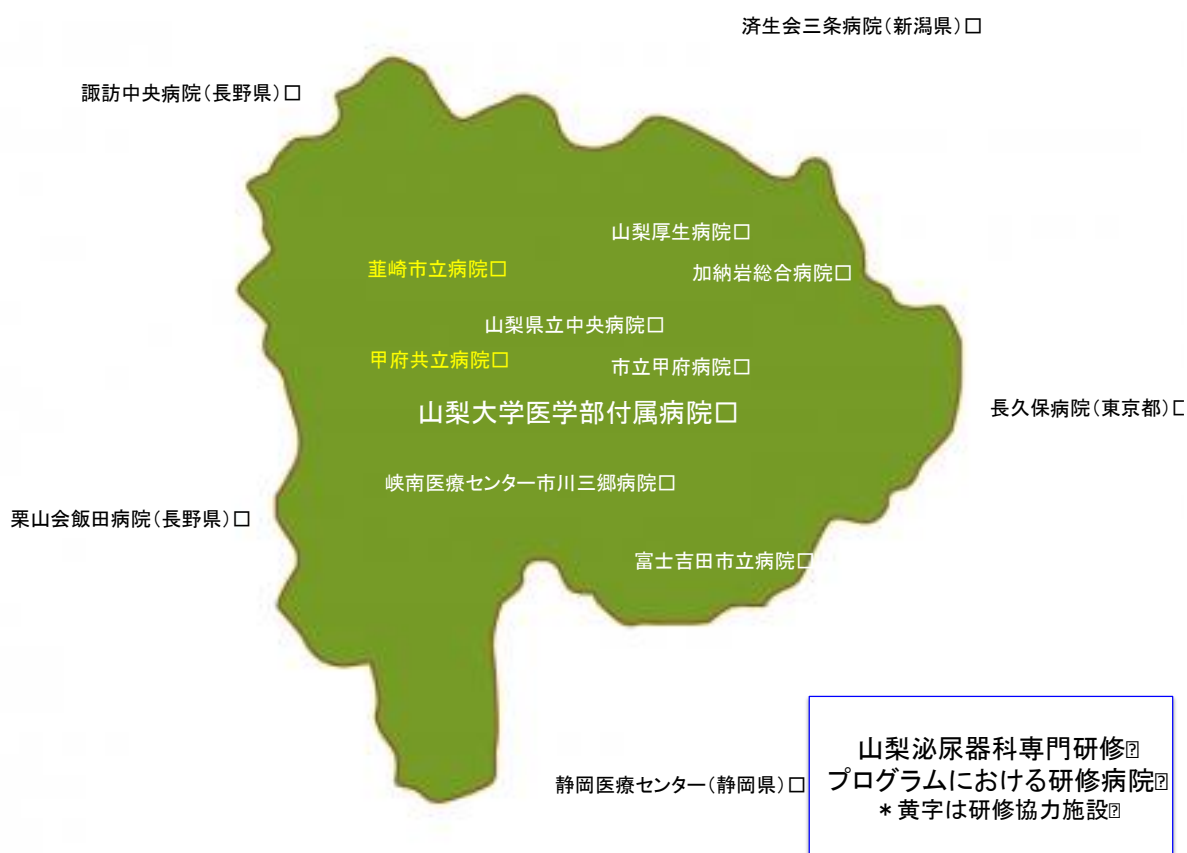 済生会三条病院(新潟県)□
諏訪中央病院(長野県)□
山梨厚生病院□
韮崎市立病院□
加納岩総合病院□
山梨県立中央病院□
甲府共立病院□
市立甲府病院□
山梨大学医学部付属病院□
長久保病院(東京都)□
峡南医療センター市川三郷病院□
栗山会飯田病院(長野県)□
富士吉田市立病院□
静岡医療センター(静岡県)□
山梨泌尿器科専門研修⍰
プログラムにおける研修病院⍰
*黄字は研修協力施設⍰